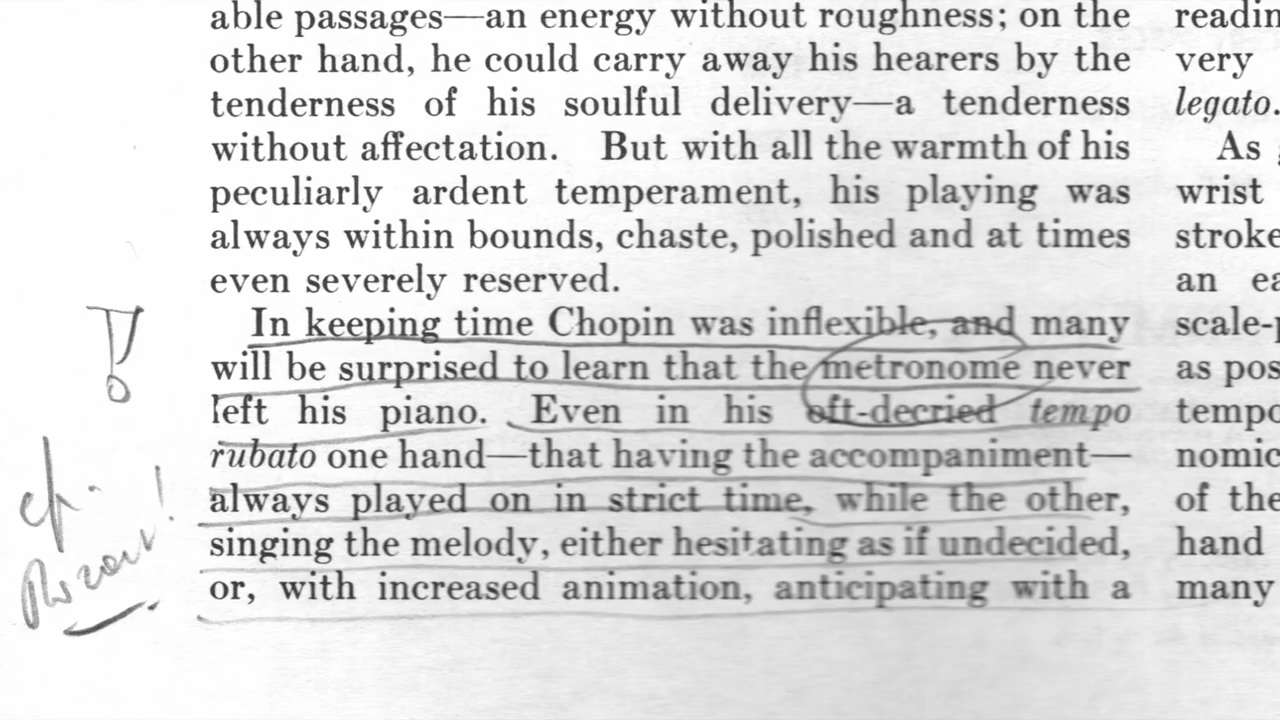 able passages—an energy without roughness; on the
other hand, he could carry away his hearers by the
tenderness of his soulful delivery—a tenderness
without affectation. But with all the warmth of his
peculiarly ardent temperament, his playing was
always within bounds, chaste, polished and at times
even severely reserved.
In keeping time Chopin was inflexible, and many
will be surprised to learn that the metronome never
left his piano. Even in his oft-decried tempo
rubato one hand—that having the accompaniment—
always played on in strict time, while the other,
singing the melody, either hesitating as if undecided,
or, with increased animation, anticipating with a
!
cf.
Mozart!
readin
very
legato.
As
wrist
stroke
an ea
scale-p
as pos
tempo
nomic
of the
hand
many